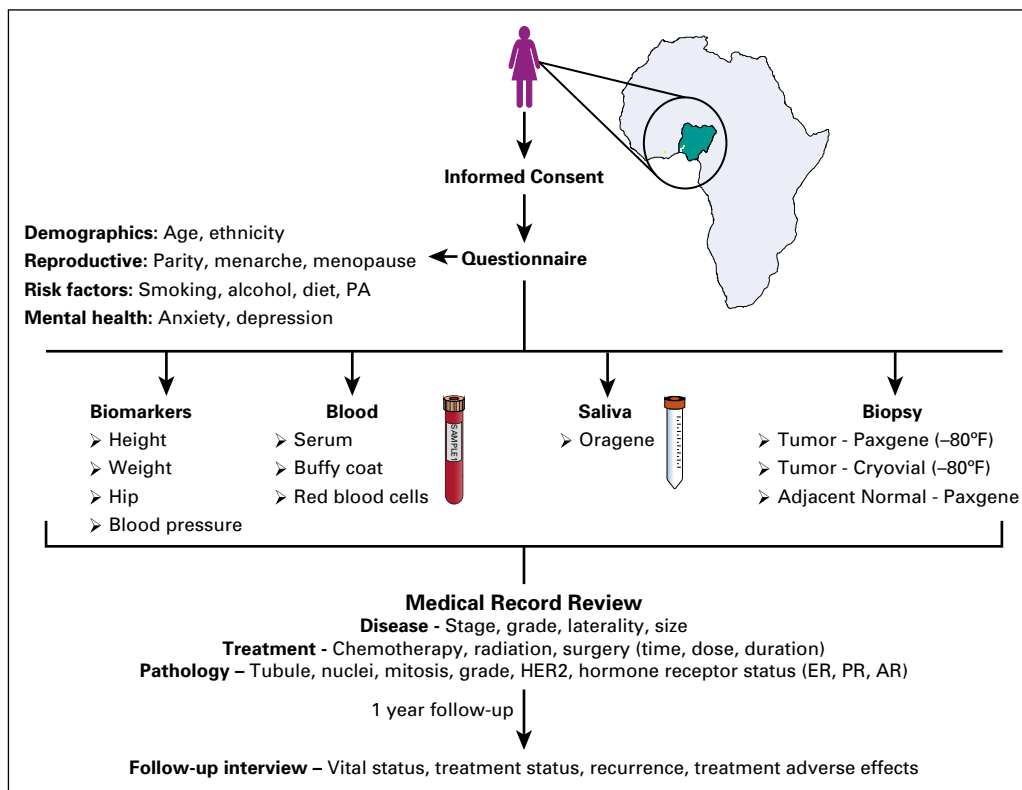 Informed Consent
Questionnaire
Demographics: Age, ethnicity
Reproductive: Parity, menarche, menopause
Risk factors: Smoking, alcohol, diet, PA
Mental health: Anxiety, depression
Biomarkers
➢ Height
➢ Weight
➢ Hip
➢ Blood pressure
Blood
➢ Serum
➢ Buffy coat
➢ Red blood cells
SAMPLE1
Saliva
➢ Oragene
Biopsy
➢ Tumor - Paxgene (–80ºF)
➢ Tumor - Cryovial (–80ºF)
➢ Adjacent Normal - Paxgene
Medical Record Review
Disease - Stage, grade, laterality, size
Treatment - Chemotherapy, radiation, surgery (time, dose, duration)
Pathology – Tubule, nuclei, mitosis, grade, HER2, hormone receptor status (ER, PR, AR)
1 year follow-up
Follow-up interview – Vital status, treatment status, recurrence, treatment adverse effects